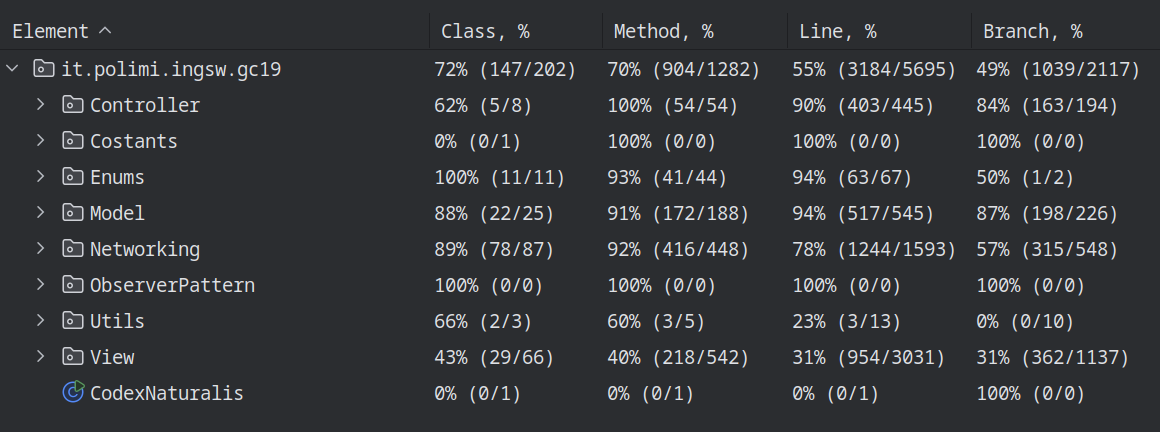 Element Class, % Method, % Line, % Branch, %
it.polimi.ingsw.gc19 72% (147/202) 70% (904/1282) 55% (3184/5695) 49% (1039/2117)
Controller 62% (5/8) 100% (54/54) 90% (403/445) 84% (163/194)
Costants 0% (0/1) 100% (0/0) 100% (0/0) 100% (0/0)
Enums 100% (11/11) 93% (41/44) 94% (63/67) 50% (1/2)
Model 88% (22/25) 91% (172/188) 94% (517/545) 87% (198/226)
Networking 89% (78/87) 92% (416/448) 78% (1244/1593) 57% (315/548)
ObserverPattern 100% (0/0) 100% (0/0) 100% (0/0) 100% (0/0)
Utils 66% (2/3) 60% (3/5) 23% (3/13) 0% (0/10)
View 43% (29/66) 40% (218/542) 31% (954/3031) 31% (362/1137)
CodexNaturalis 0% (0/1) 0% (0/1) 0% (0/1) 100% (0/0)